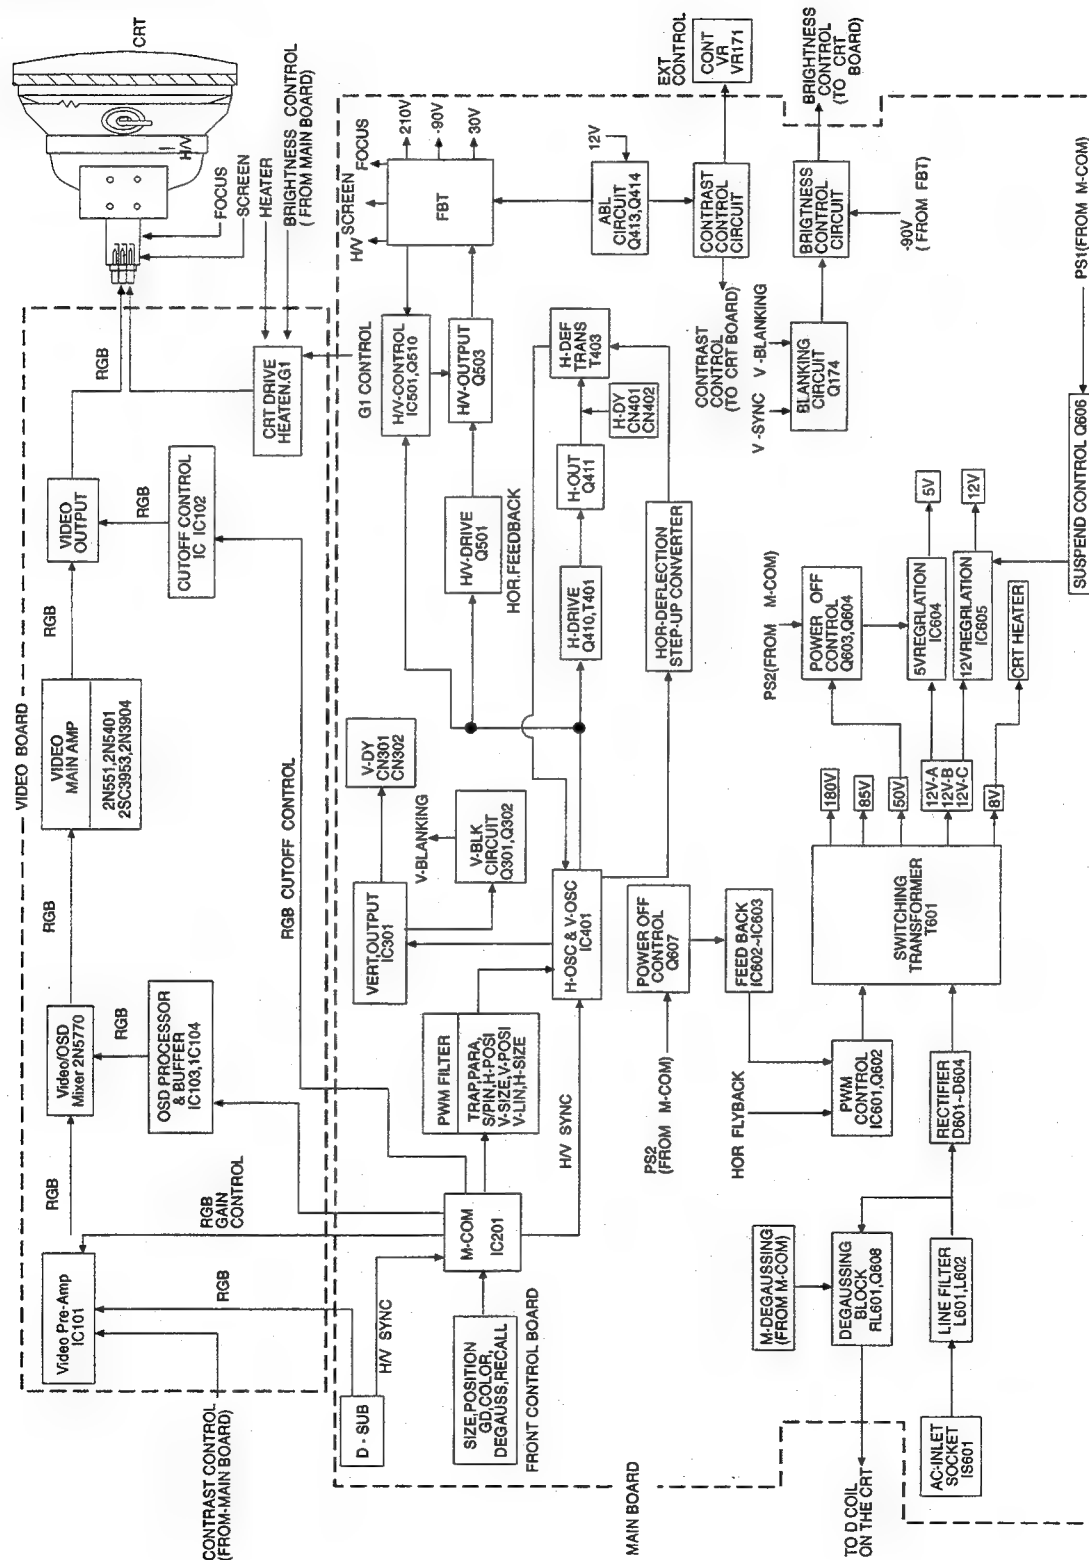 VIDEO BOARD
CRT
H/V
FOCUS
SCREEN
HEATER
BRIGHTNESS CONTROL
( FROM MAIN BOARD)
CONTRAST CONTROL
(FROM-MAIN BOARD)
Video Pre-Amp
IC101
RGB
RGB
GAIN
CONTROL
RGB
Video/OSD
Mixer 2N5770
RGB
OSD PROCESSOR
& BUFFER
IC103,1C104
RGB
VIDEO
MAIN AMP
2N551,2N5401
2SC3953,2N3904
RGB
VIDEO
OUTPUT
RGB
CUTOFF CONTROL
IC IC102
RGB
CRT DRIVE
HEATEN.G1
RGB CUTOFF CONTROL
G1 CONTROL
MAIN BOARD
D - SUB
H/V SYNC
SIZE,POSITION
GD,COLOR,
DEGAUSS,RECALL
FRONT CONTROL BOARD
M-COM
IC201
PWM FILTER
TRAP,PARA,
S/PIN,H-POSI
V-SIZE,V-POSI
V-LIN,H-SIZE
H/V SYNC
VERT,OUTPUT
IC301
V-DY
CN301
CN302
V-BLANKING
V-BLK
CIRCUIT
Q301,Q302
H-OSC & V-OSC
IC401
H/V-DRIVE
Q501
HOR.FEEDBACK
H-DRIVE
Q410,T401
H-OUT
Q411
H-DY
CN401
CN402
H-DEF
TRANS
T403
HOR-DEFLECTION
STEP-UP CONVERTER
H/V-CONTROL
IC501,Q510
H/V-OUTPUT
Q503
FBT
H/V
SCREEN
FOCUS
210V
-90V
30V
12V
ABL
CIRCUIT
Q413,Q414
EXT
CONTROL
CONT
VR
VR171
CONTRAST
CONTROL
CIRCUIT
CONTRAST
CONTROL
(TO CRT BOARD)
V -SYNC
V -BLANKING
BLANKING
CIRCUIT
Q174
BRIGTNESS
CONTROL
CIRCUIT
-90V
( FROM FBT)
BRIGHTNESS
CONTROL
(TO CRT
BOARD)
PS2
(FROM M-COM)
POWER OFF
CONTROL
Q607
FEED BACK
IC602~IC603
HOR FLYBACK
PWM
CONTROL
IC601,Q602
M-DEGAUSSING
(FROM M-COM)
DEGAUSSING
BLOCK
RL601,Q608
TO D COIL
ON THE CRT
AC-INLET
SOCKET
IS601
LINE FILTER
L601,L602
RECTIFIER
D601~D604
SWITCHING
TRANSFORMER
T601
180V
85V
50V
12V-A
12V-B
12V-C
8V
PS2(FROM M-COM)
POWER OFF
CONTROL
Q603,Q604
5VREGRLATION
IC604
5V
12VREGRLATION
IC605
12V
CRT HEATER
SUSPEND CONTROL Q606
PS1(FROM M-COM)